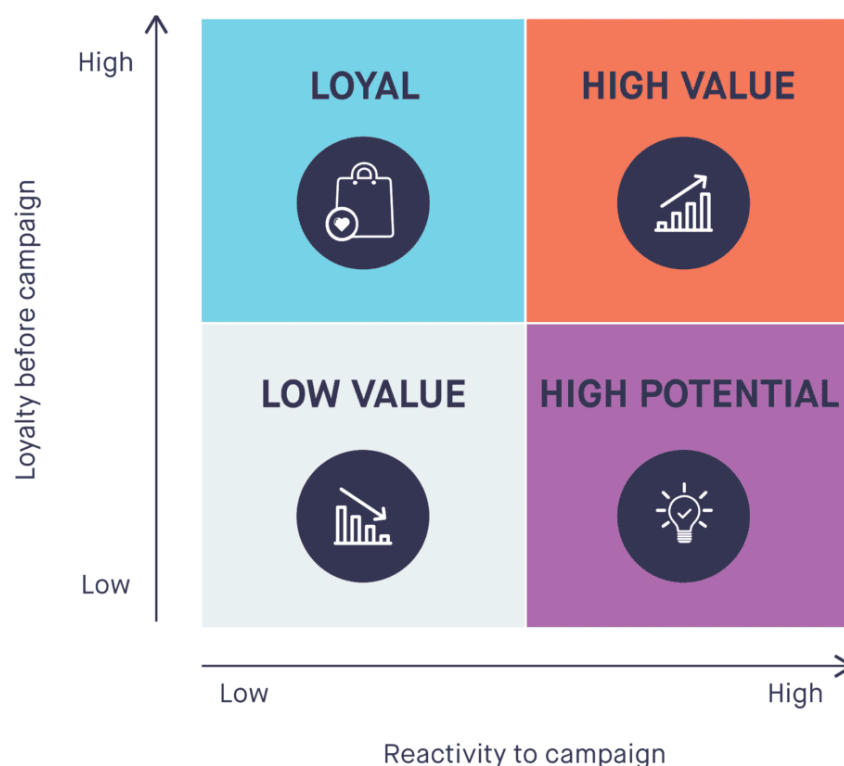 High
LOYAL
HIGH VALUE
Loyalty before campaign
LOW VALUE
HIGH POTENTIAL
Low
Low
High
Reactivity to campaign